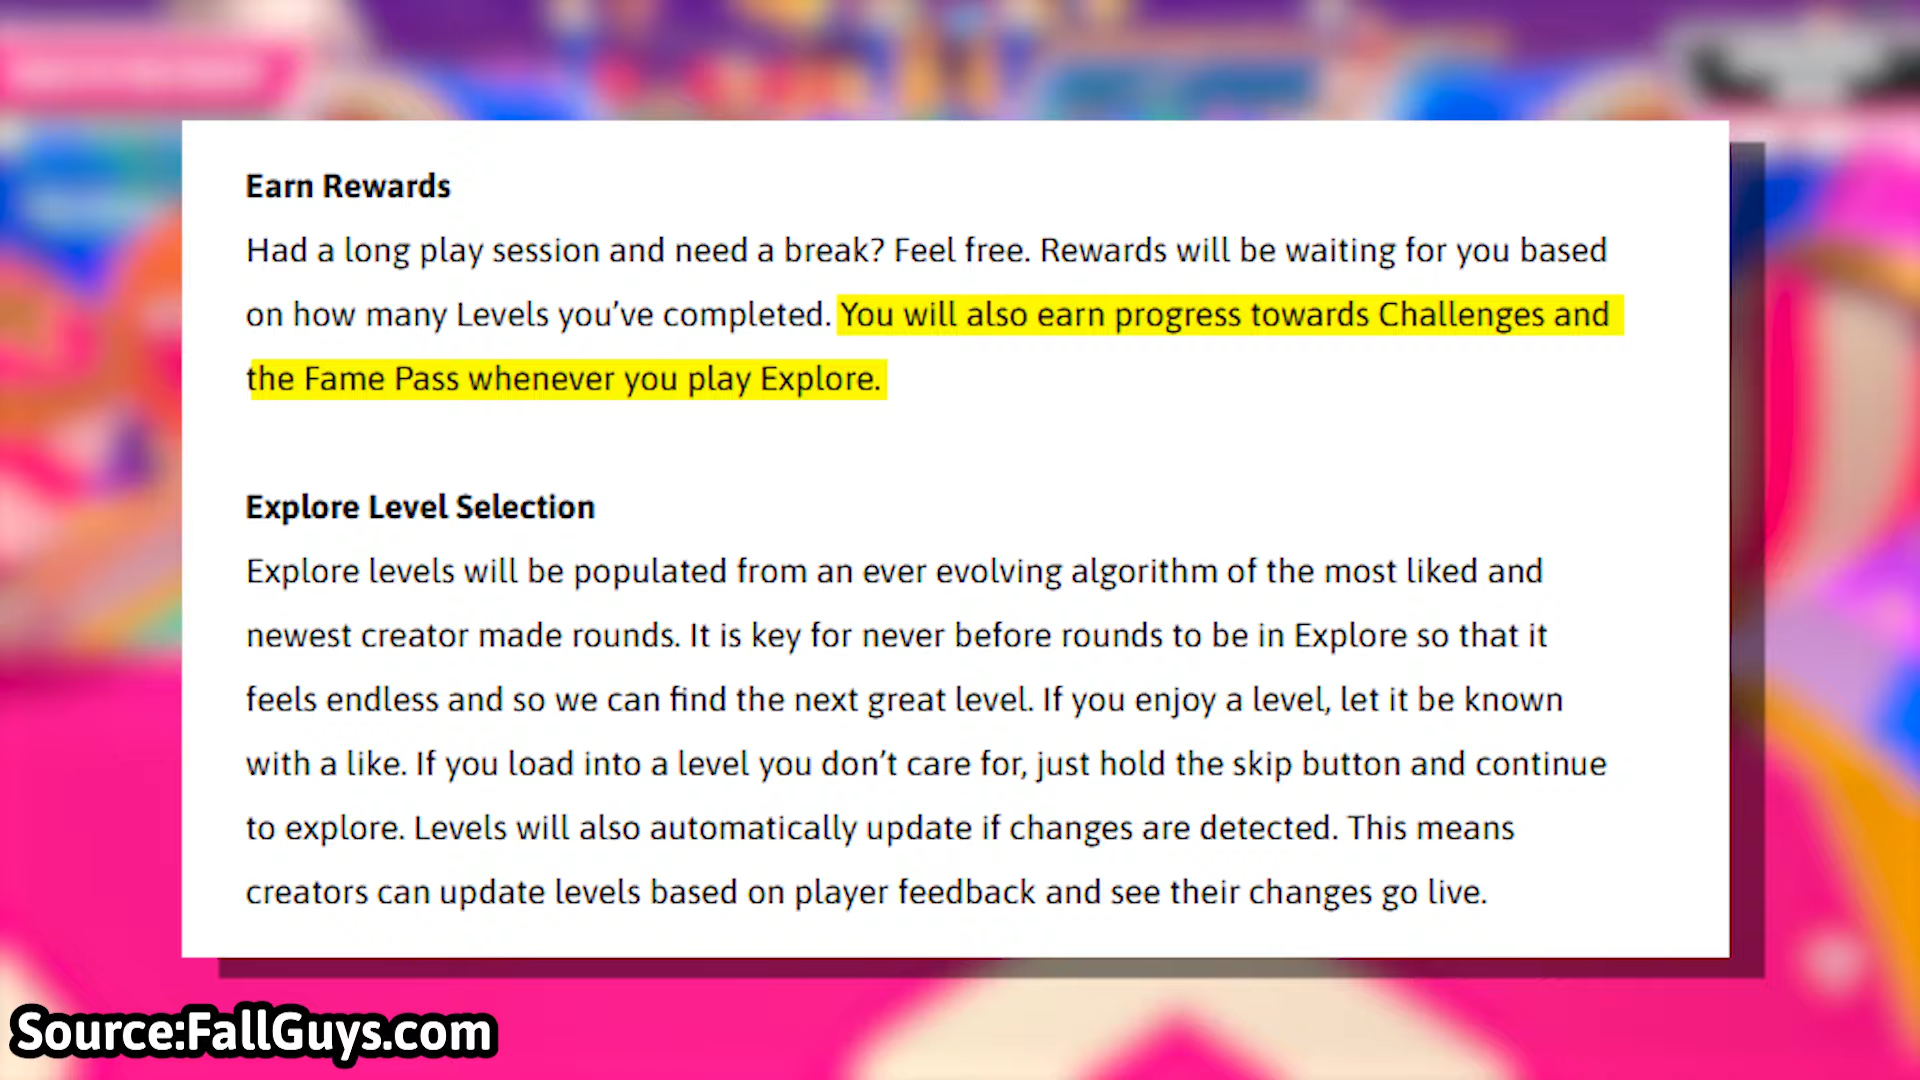 Earn Rewards
Had a long play session and need a break? Feel free. Rewards will be waiting for you based
on how many Levels you’ve completed. You will also earn progress towards Challenges and
the Fame Pass whenever you play Explore.
Explore Level Selection
Explore levels will be populated from an ever evolving algorithm of the most liked and
newest creator made rounds. It is key for never before rounds to be in Explore so that it
feels endless and so we can find the next great level. If you enjoy a level, let it be known
with a like. If you load into a level you don’t care for, just hold the skip button and continue
to explore. Levels will also automatically update if changes are detected. This means
creators can update levels based on player feedback and see their changes go live.
Source:FallGuys.com